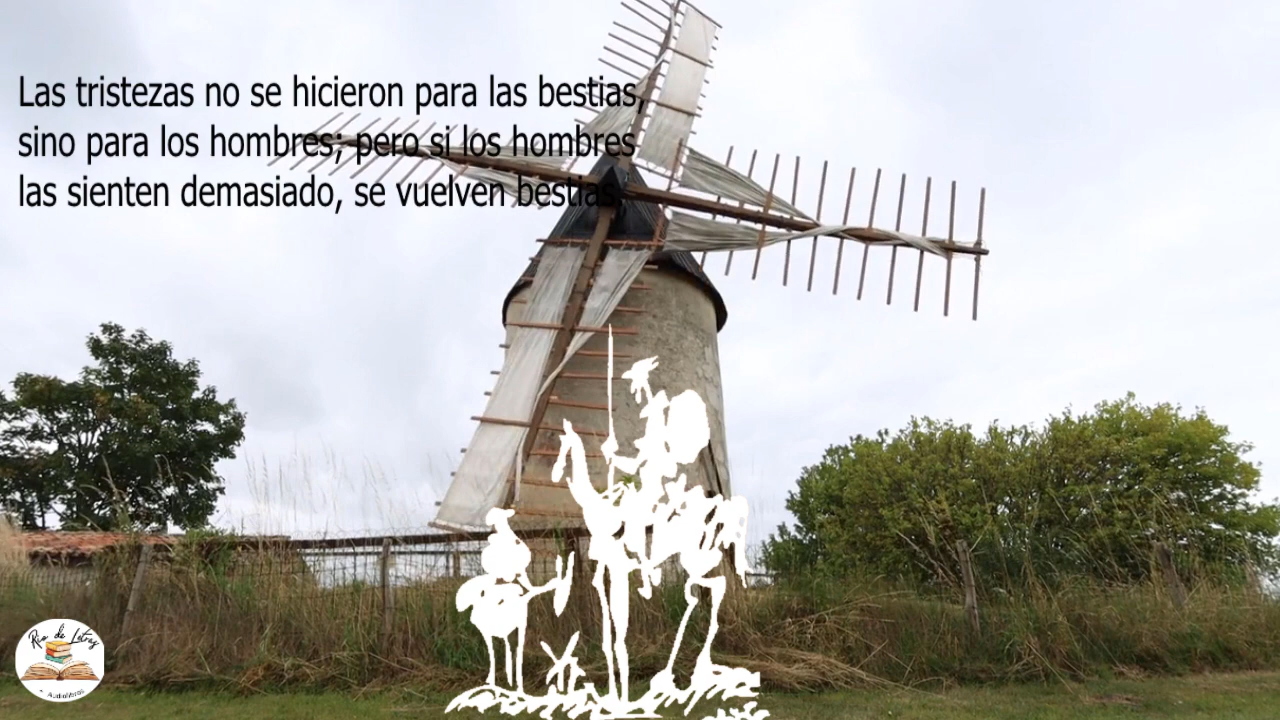 Las tristezas no se hicieron para las bestias,
sino para los hombres; pero si los hombres
las sienten demasiado, se vuelven bestias.
Rio de Letras
Audiolibros